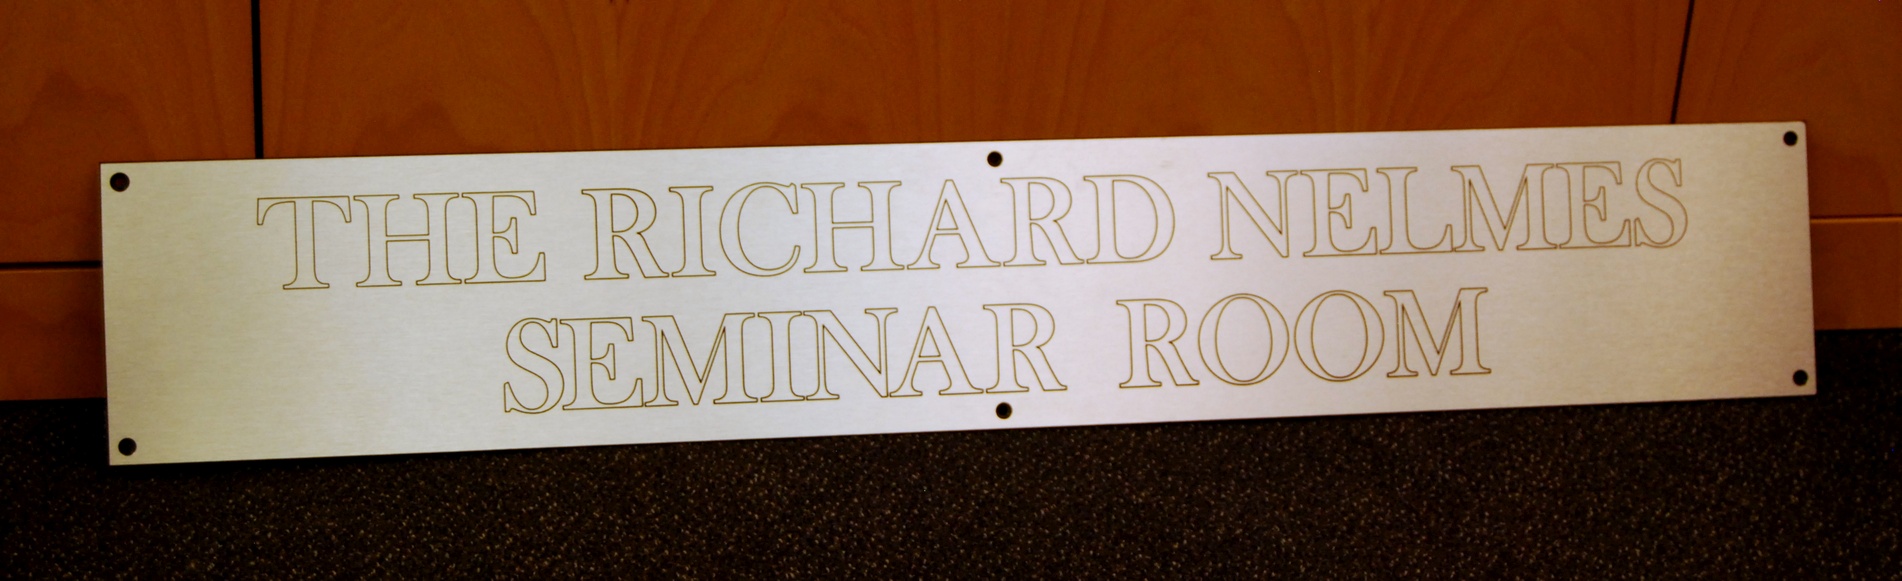 THE RICHARD NELMES
SEMINAR ROOM